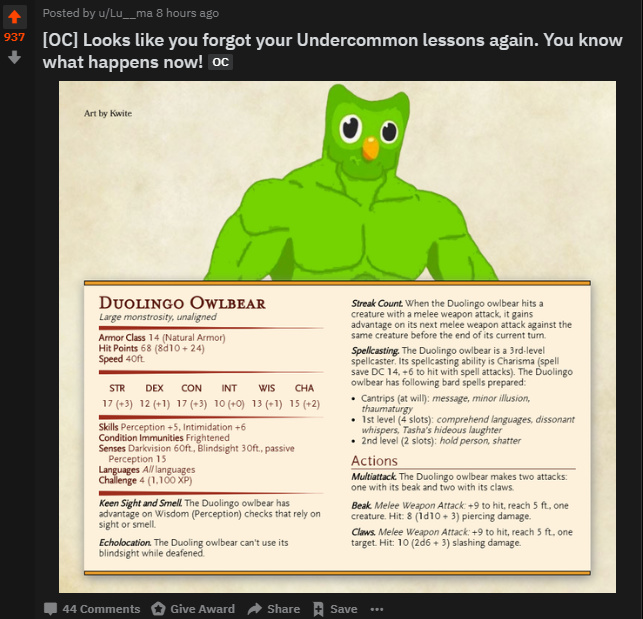 Posted by u/Lu__ma 8 hours ago
937
[OC] Looks like you forgot your Undercommon lessons again. You know
what happens now! OC
Art by Kwite
DUOLINGO OWLBEAR
Large monstrosity, unaligned
Armor Class 14 (Natural Armor)
Hit Points 68 (8d10 + 24)
Speed 40ft.
STR DEX CON INT WIS CHA
17 (+3) 12 (+1) 17 (+3) 10 (+0) 13 (+1) 15 (+2)
Skills Perception +5, Intimidation +6
Condition Immunities Frightened
Senses Darkvision 60ft., Blindsight 30ft., passive
Perception 15
Languages All languages
Challenge 4 (1,100 XP)
Keen Sight and Smell. The Duolingo owlbear has
advantage on Wisdom (Perception) checks that rely on
sight or smell.
Echolocation. The Duoling owlbear can't use its
blindsight while deafened.
Streak Count. When the Duolingo owlbear hits a
creature with a melee weapon attack, it gains
advantage on its next melee weapon attack against the
same creature before the end of its current turn.
Spellcasting. The Duolingo owlbear is a 3rd-level
spellcaster. Its spellcasting ability is Charisma (spell
save DC 14, +6 to hit with spell attacks). The Duolingo
owlbear has following bard spells prepared:
• Cantrips (at will): message, minor illusion,
thaumaturgy
• 1st level (4 slots): comprehend languages, dissonant
whispers, Tasha's hideous laughter
• 2nd level (2 slots): hold person, shatter
Actions
Multiattack. The Duolingo owlbear makes two attacks:
one with its beak and two with its claws.
Beak. Melee Weapon Attack: +9 to hit, reach 5 ft., one
creature. Hit: 8 (1d10 + 3) piercing damage.
Claws. Melee Weapon Attack: +9 to hit, reach 5 ft., one
target. Hit: 10 (2d6 + 3) slashing damage.
44 Comments Give Award Share Save